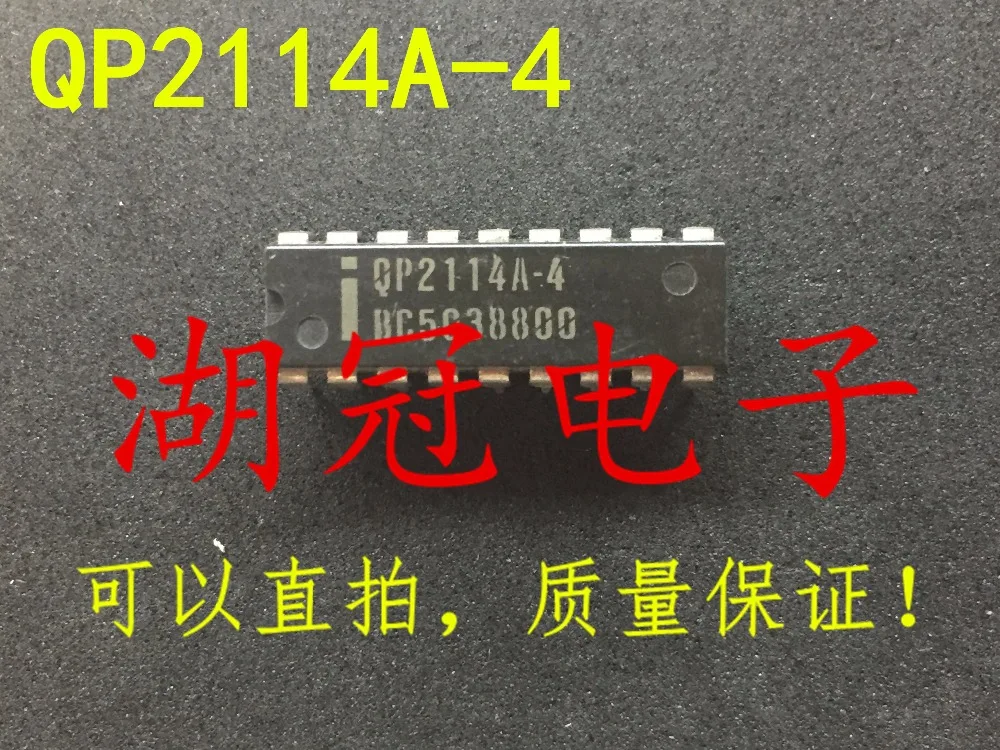 QP2114A-4
i QP2114A-4
BC5C38800
湖冠电子
可以直拍，质量保证！